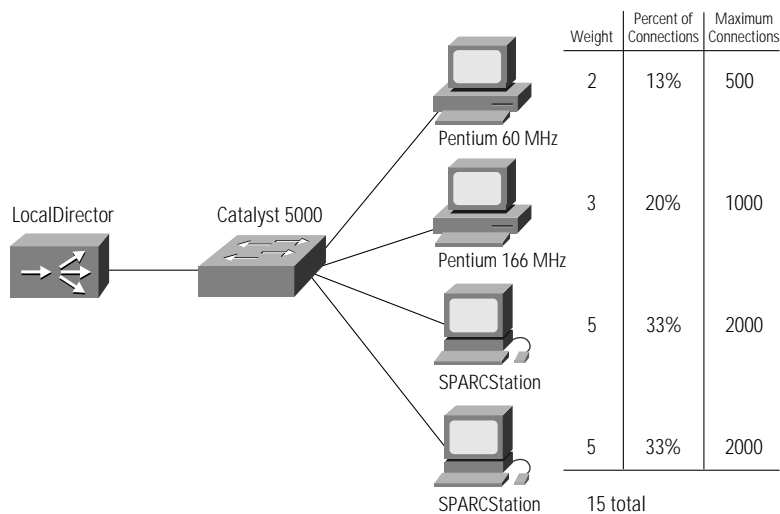 Weight
Percent of
Connections
Maximum
Connections
2 13% 500
Pentium 60 MHz
LocalDirector
Catalyst 5000
3 20% 1000
Pentium 166 MHz
5 33% 2000
SPARCStation
5 33% 2000
SPARCStation
15 total